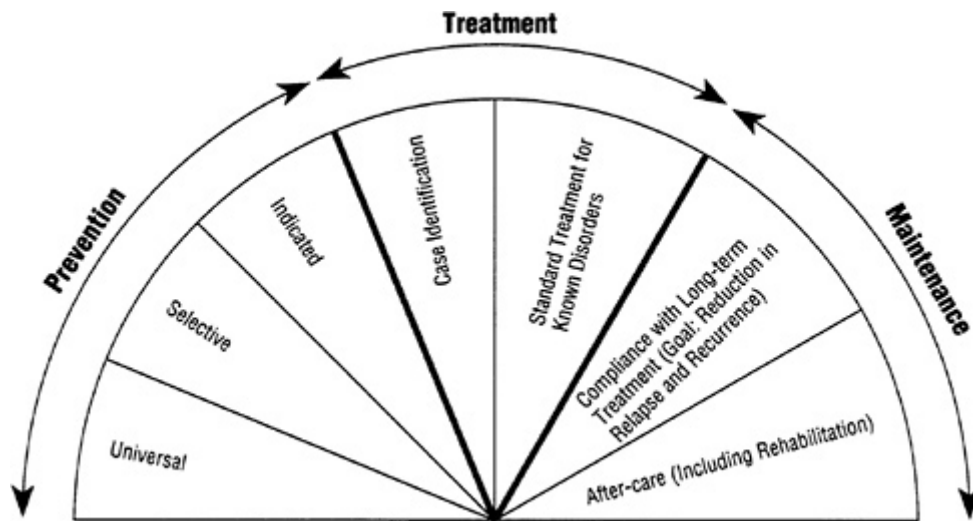 Treatment
Prevention
Maintenance
Universal
Selective
Indicated
Case Identification
Standard Treatment for
Known Disorders
Compliance with Long-term
Treatment (Goal: Reduction in
Relapse and Recurrence)
After-care (Including Rehabilitation)